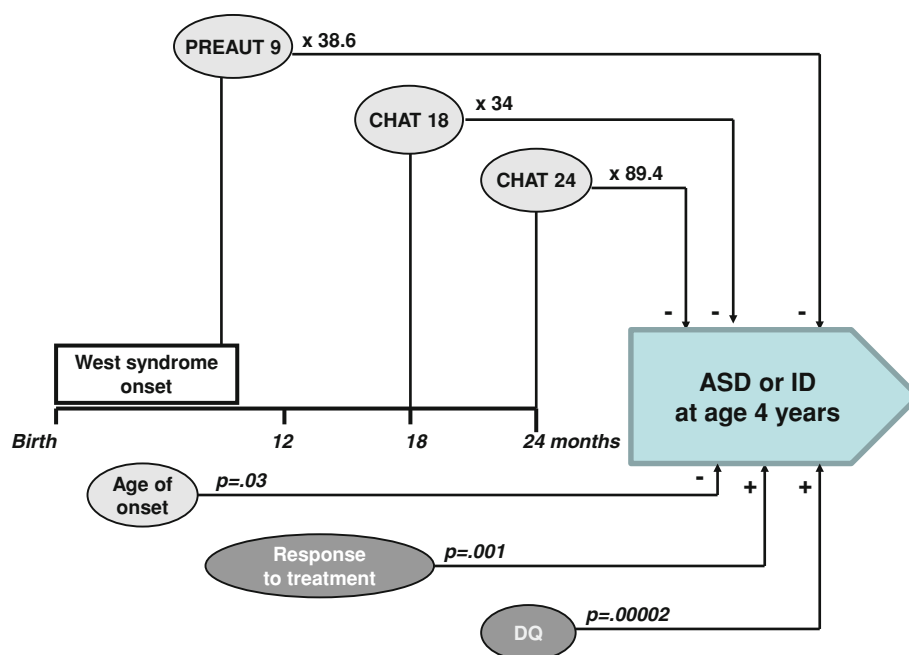 PREAUT 9
x 38.6
CHAT 18
x 34
CHAT 24
x 89.4
- - -
West syndrome
onset
ASD or ID
at age 4 years
Birth 12 18 24 months
Age of
onset
p=.03
- + +
Response
to treatment
p=.001
DQ
p=.00002